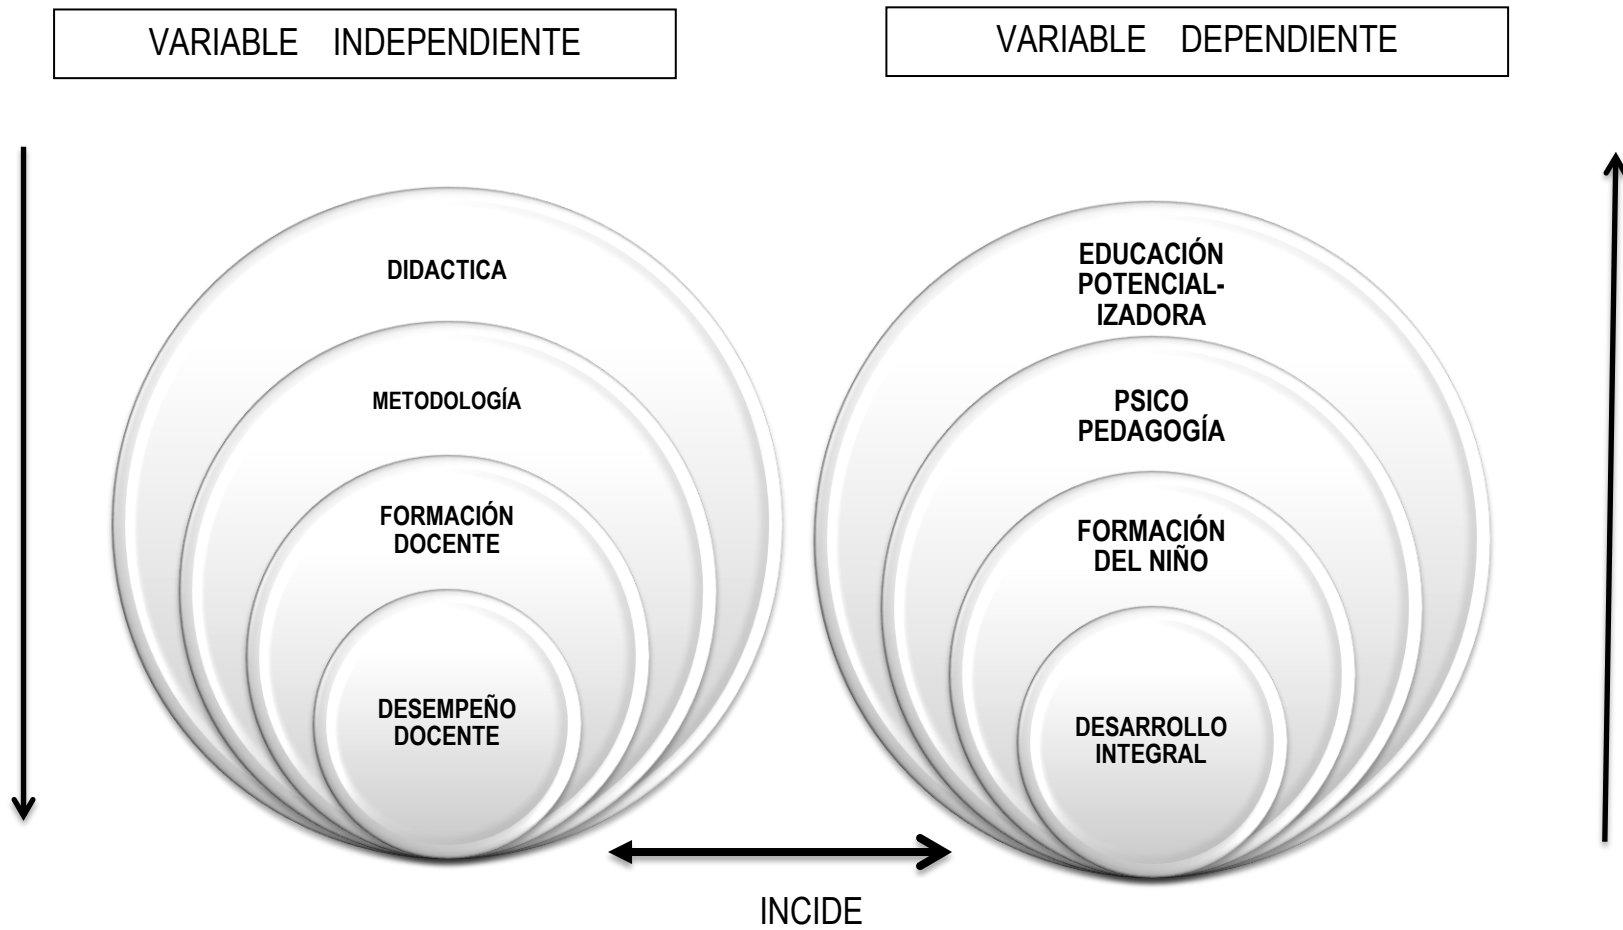 VARIABLE INDEPENDIENTE
VARIABLE DEPENDIENTE
DIDACTICA
METODOLOGÍA
FORMACIÓN
DOCENTE
DESEMPEÑO
DOCENTE
EDUCACIÓN
POTENCIAL-
IZADORA
PSICO
PEDAGOGÍA
FORMACIÓN
DEL NIÑO
DESARROLLO
INTEGRAL
INCIDE